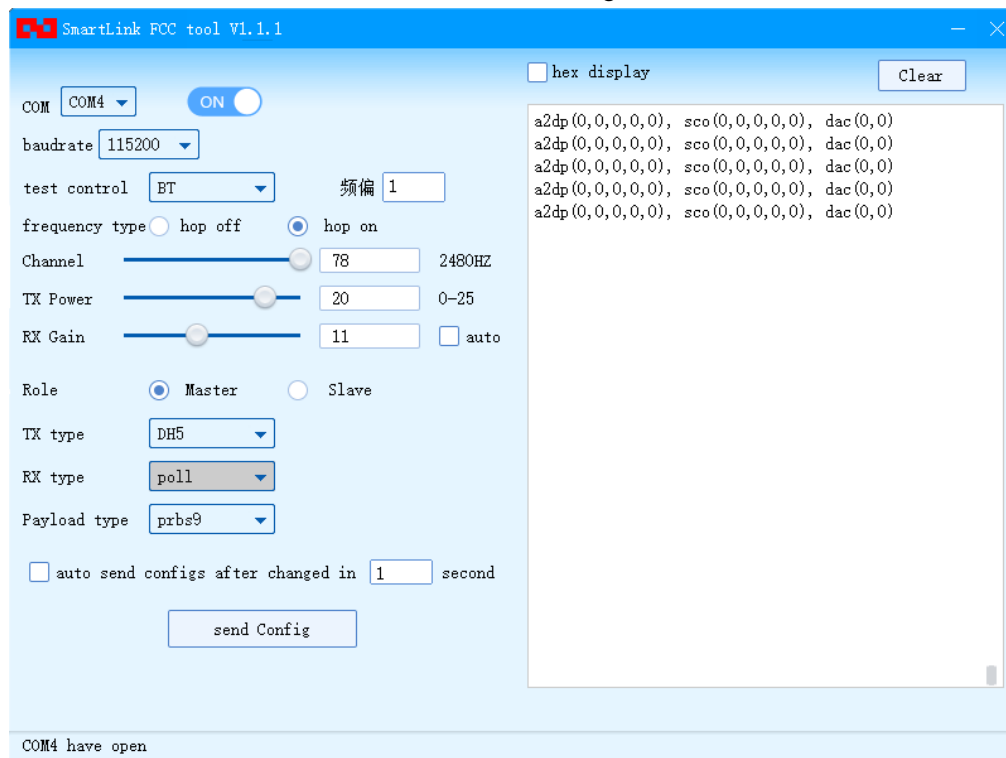 SmartLink FCC tool V1.1.1
COM COM4 ON
baudrate 115200
test control BT 频偏 1
frequency type hop off hop on
Channel 78 2480HZ
TX Power 20 0-25
RX Gain 11 auto
Role Master Slave
TX type DH5
RX type poll
Payload type prbs9
auto send configs after changed in 1 second
send Config
hex display Clear
a2dp(0,0,0,0,0), sco(0,0,0,0,0), dac(0,0)
a2dp(0,0,0,0,0), sco(0,0,0,0,0), dac(0,0)
a2dp(0,0,0,0,0), sco(0,0,0,0,0), dac(0,0)
a2dp(0,0,0,0,0), sco(0,0,0,0,0), dac(0,0)
a2dp(0,0,0,0,0), sco(0,0,0,0,0), dac(0,0)
COM4 have open